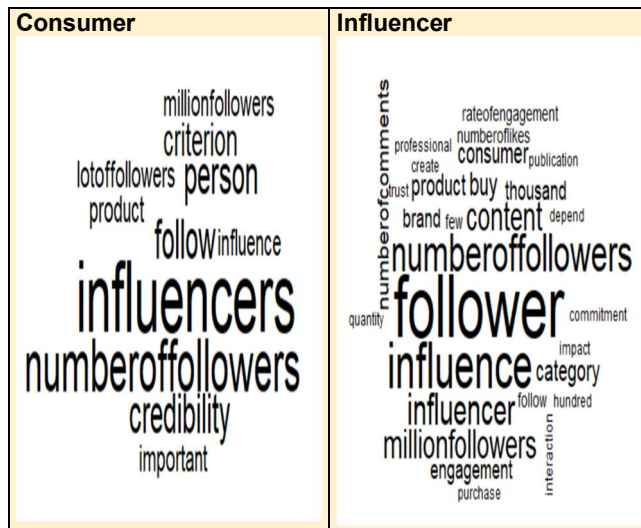 Consumer
millionfollowers
criterion
lotoffollowers person
product
follow influence
influencers
numberoffollowers
credibility
important
Influencer
numberofcomments
rateofengagement
professional numberoflikes
create consumer publication
trust product buy thousand
brand few content depend
numberoffollowers
quantity follower commitment
impact
influence category
influencer follow hundred
millionfollowers
engagement interaction
purchase